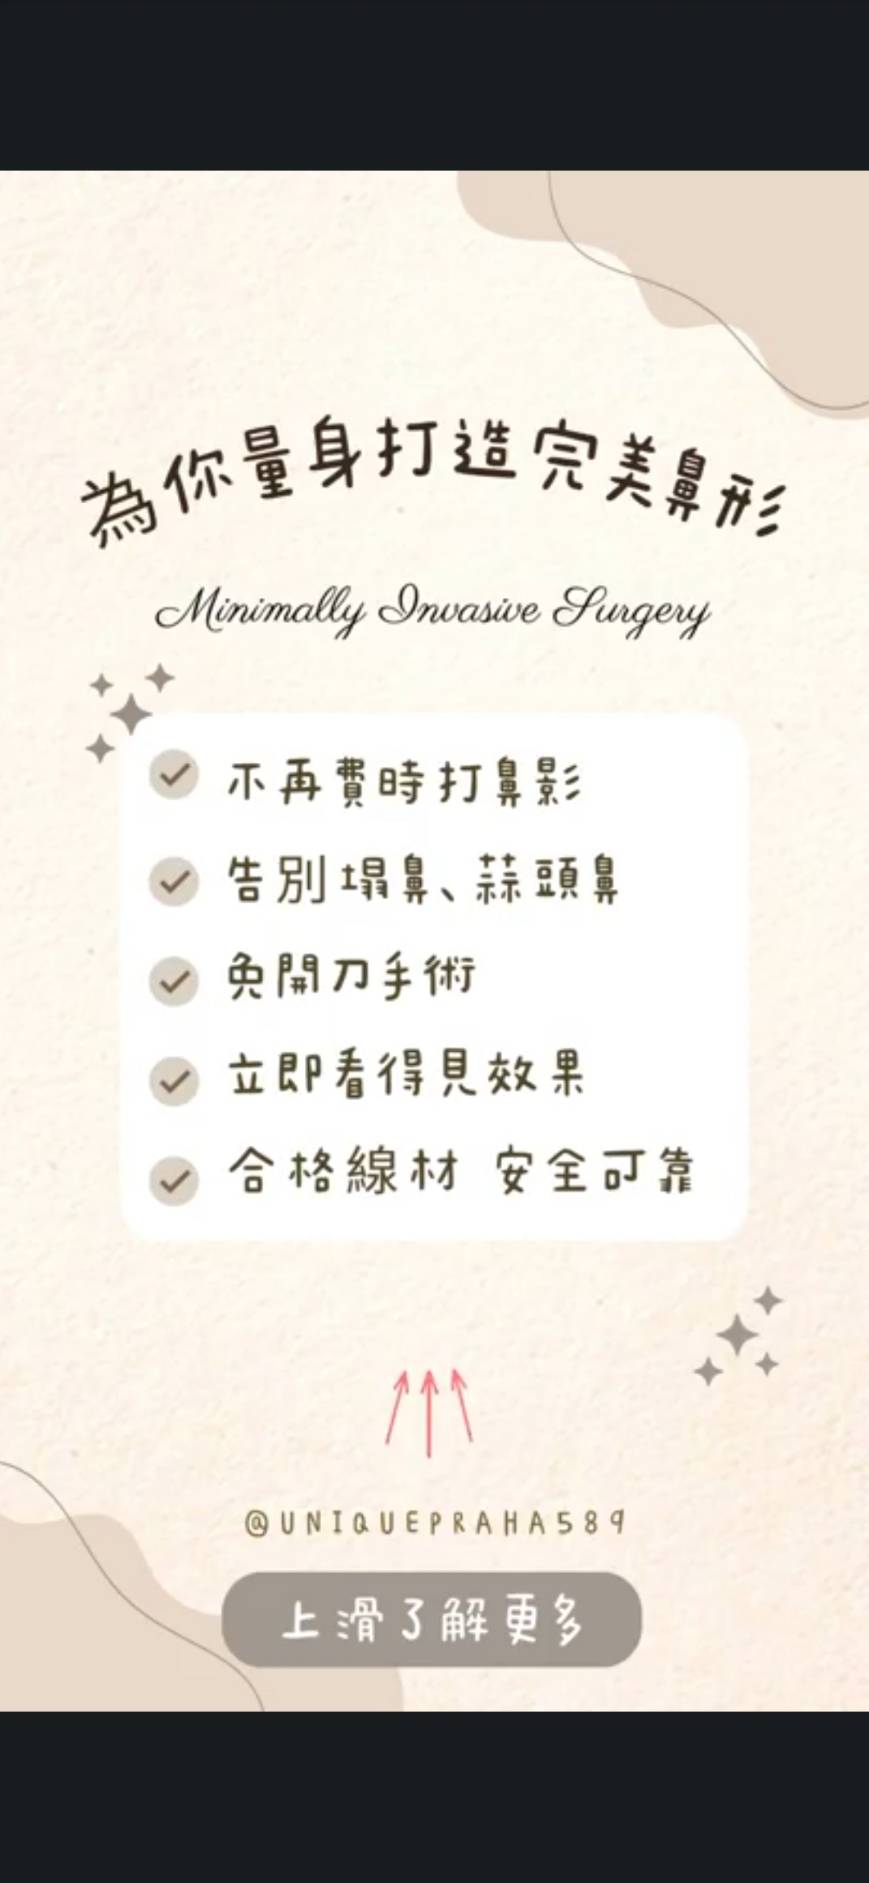 為你量身打造完美鼻形
Minimally Invasive Surgery
不再費時打鼻影
告別塌鼻、蒜頭鼻
免開刀手術
立即看得見效果
合格線材 安全可靠
@UNIQUEPRAHA589
上滑了解更多